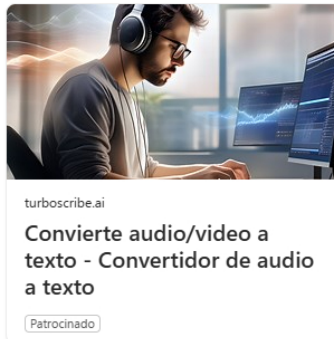 turboscribe.ai
Convierte audio/video a
texto - Convertidor de audio
a texto
Patrocinado